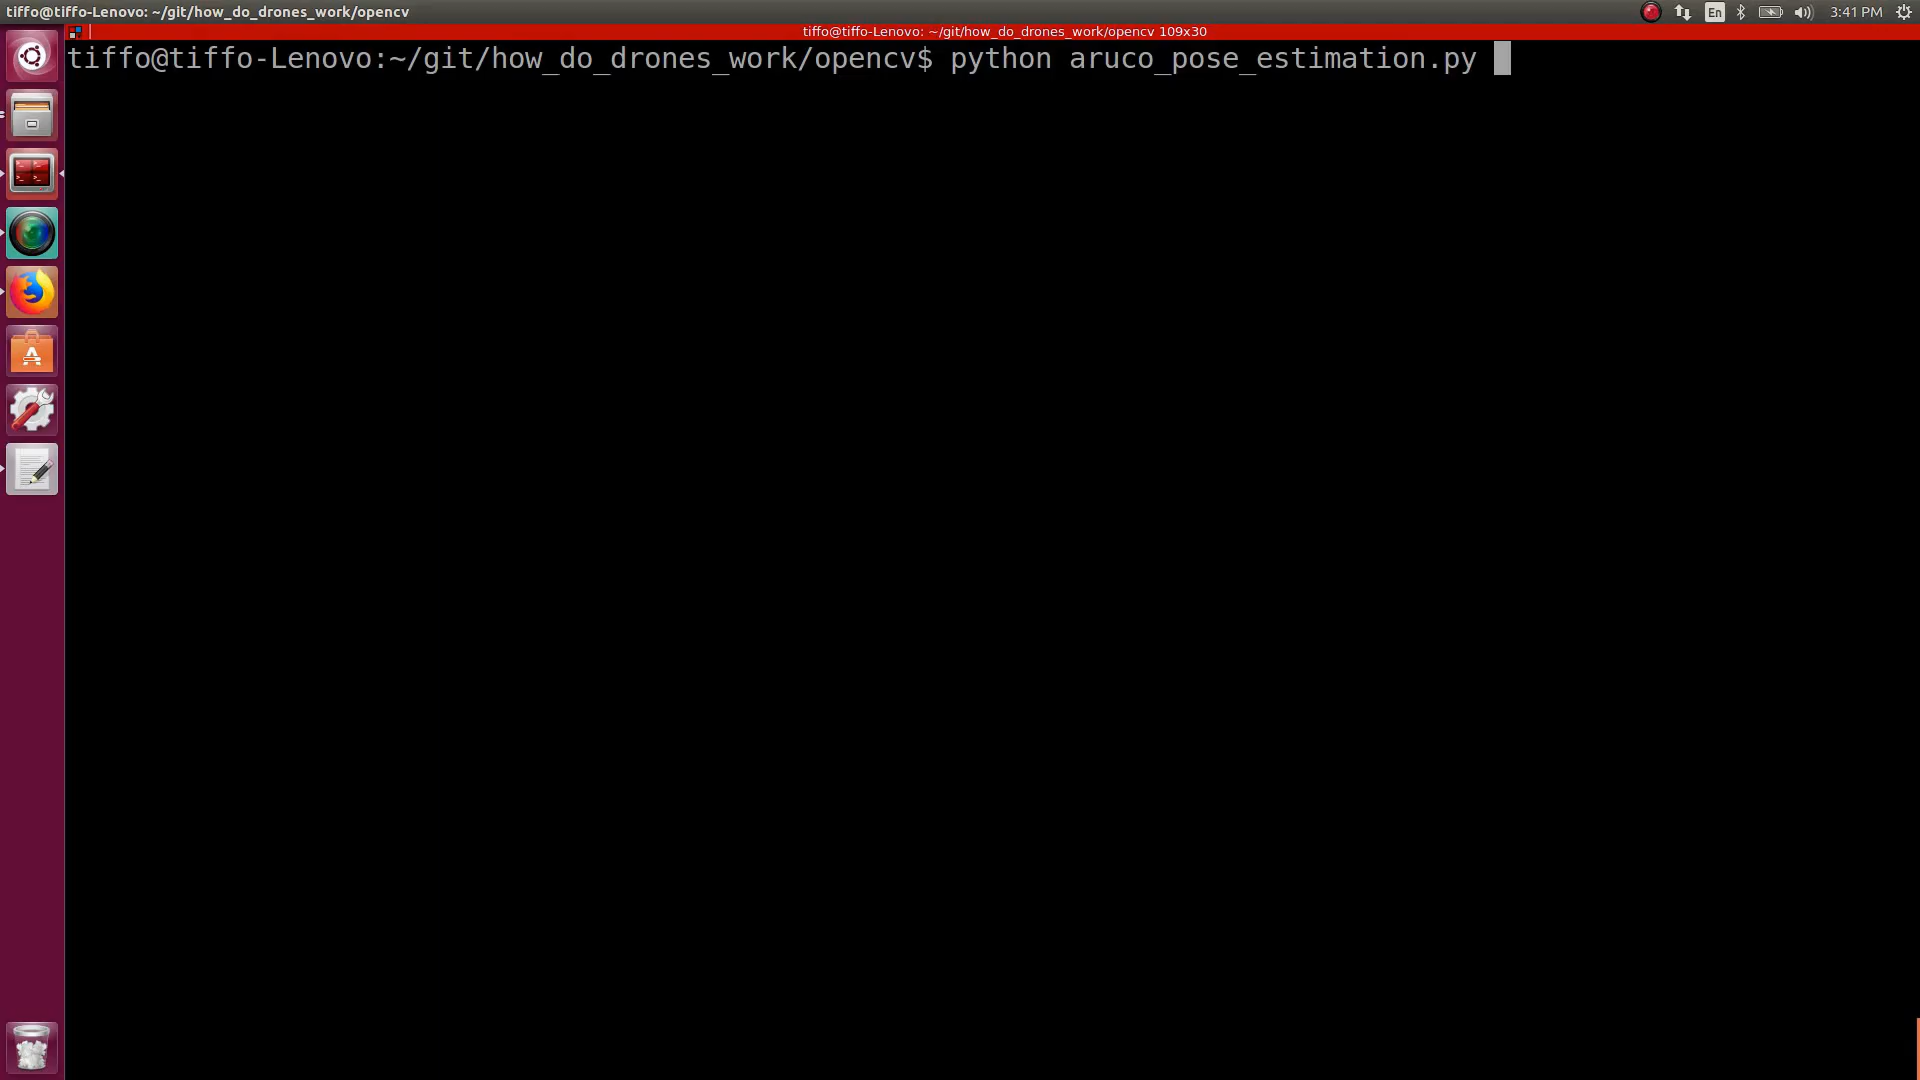 tiffo@tiffo-Lenovo: ~/git/how_do_drones_work/opencv
En
3:41 PM
tiffo@tiffo-Lenovo: ~/git/how_do_drones_work/opencv 109x30
tiffo@tiffo-Lenovo:~/git/how_do_drones_work/opencv$ python aruco_pose_estimation.py